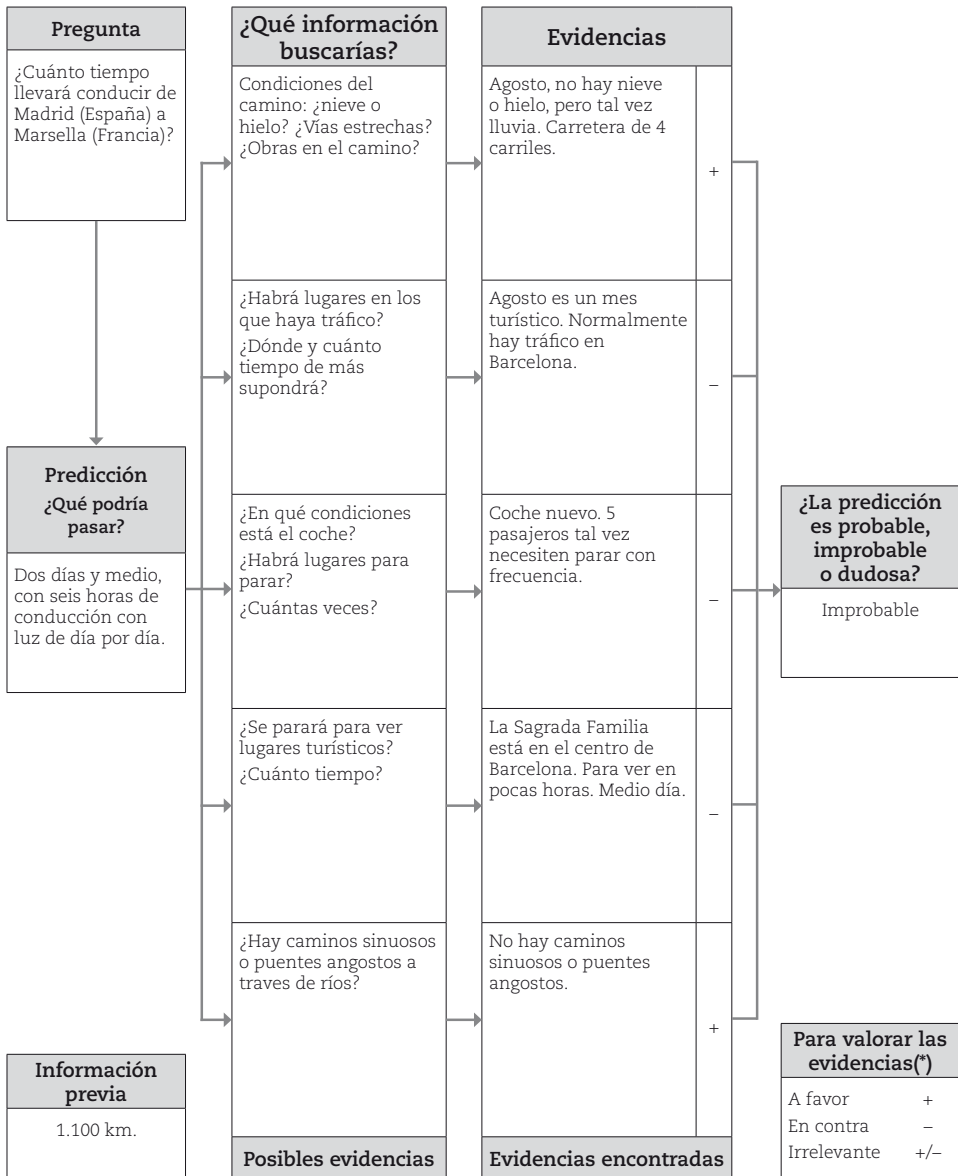 Pregunta
¿Cuánto tiempo
llevará conducir de
Madrid (España) a
Marsella (Francia)?
Predicción
¿Qué podría
pasar?
Dos días y medio,
con seis horas de
conducción con
luz de día por día.
Información
previa
1.100 km.
¿Qué información
buscarías?
Condiciones del
camino: ¿nieve o
hielo? ¿Vías estrechas?
¿Obras en el camino?
¿Habrá lugares en los
que haya tráfico?
¿Dónde y cuánto
tiempo de más
supondrá?
¿En qué condiciones
está el coche?
¿Habrá lugares para
parar?
¿Cuántas veces?
¿Se parará para ver
lugares turísticos?
¿Cuánto tiempo?
¿Hay caminos sinuosos
o puentes angostos a
traves de ríos?
Posibles evidencias
Evidencias
Agosto, no hay nieve
o hielo, pero tal vez
lluvia. Carretera de 4
carriles.
+
Agosto es un mes
turístico. Normalmente
hay tráfico en
Barcelona.
–
Coche nuevo. 5
pasajeros tal vez
necesiten parar con
frecuencia.
–
La Sagrada Familia
está en el centro de
Barcelona. Para ver en
pocas horas. Medio día.
–
No hay caminos
sinuosos o puentes
angostos.
+
Evidencias encontradas
¿La predicción
es probable,
improbable
o dudosa?
Improbable
Para valorar las
evidencias(*)
A favor +
En contra –
Irrelevante +/–